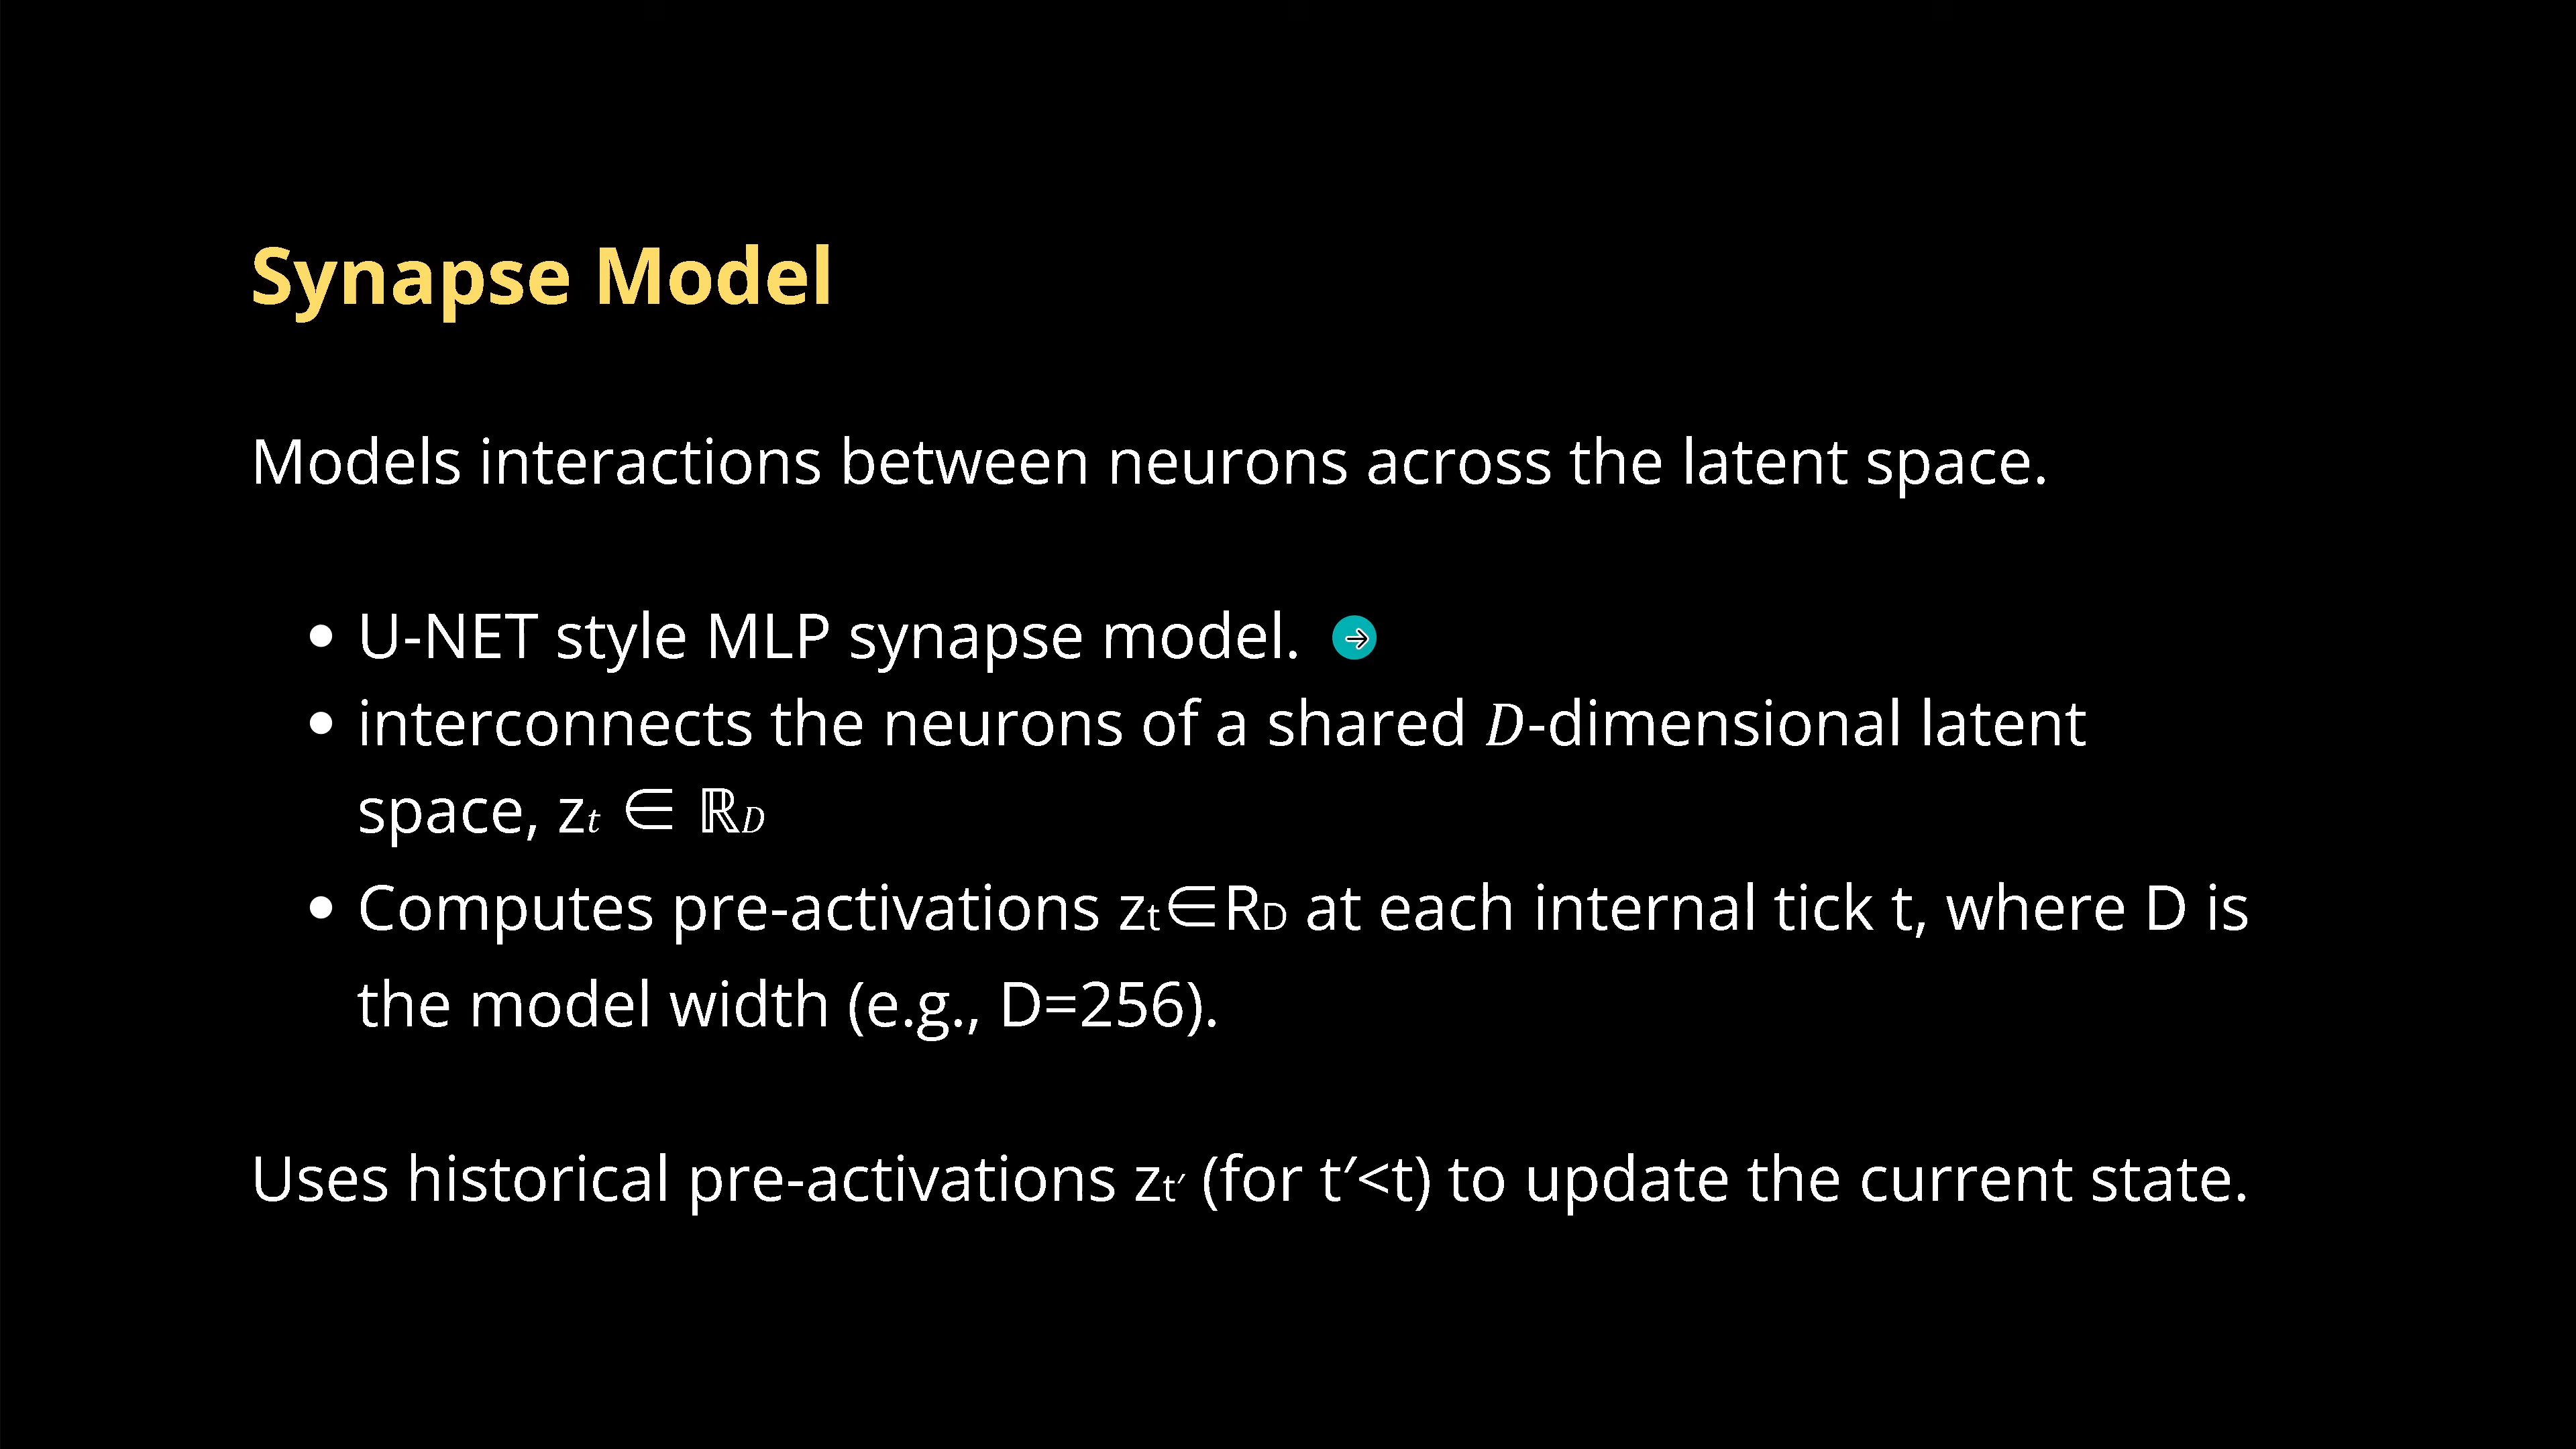 Synapse Model
Models interactions between neurons across the latent space.
• U-NET style MLP synapse model.
• interconnects the neurons of a shared 𝐷-dimensional latent
space, z𝑡 ∈ ℝ𝐷
• Computes pre-activations zt∈RD at each internal tick t, where D is
the model width (e.g., D=256).
Uses historical pre-activations zt′ (for t′<t) to update the current state.